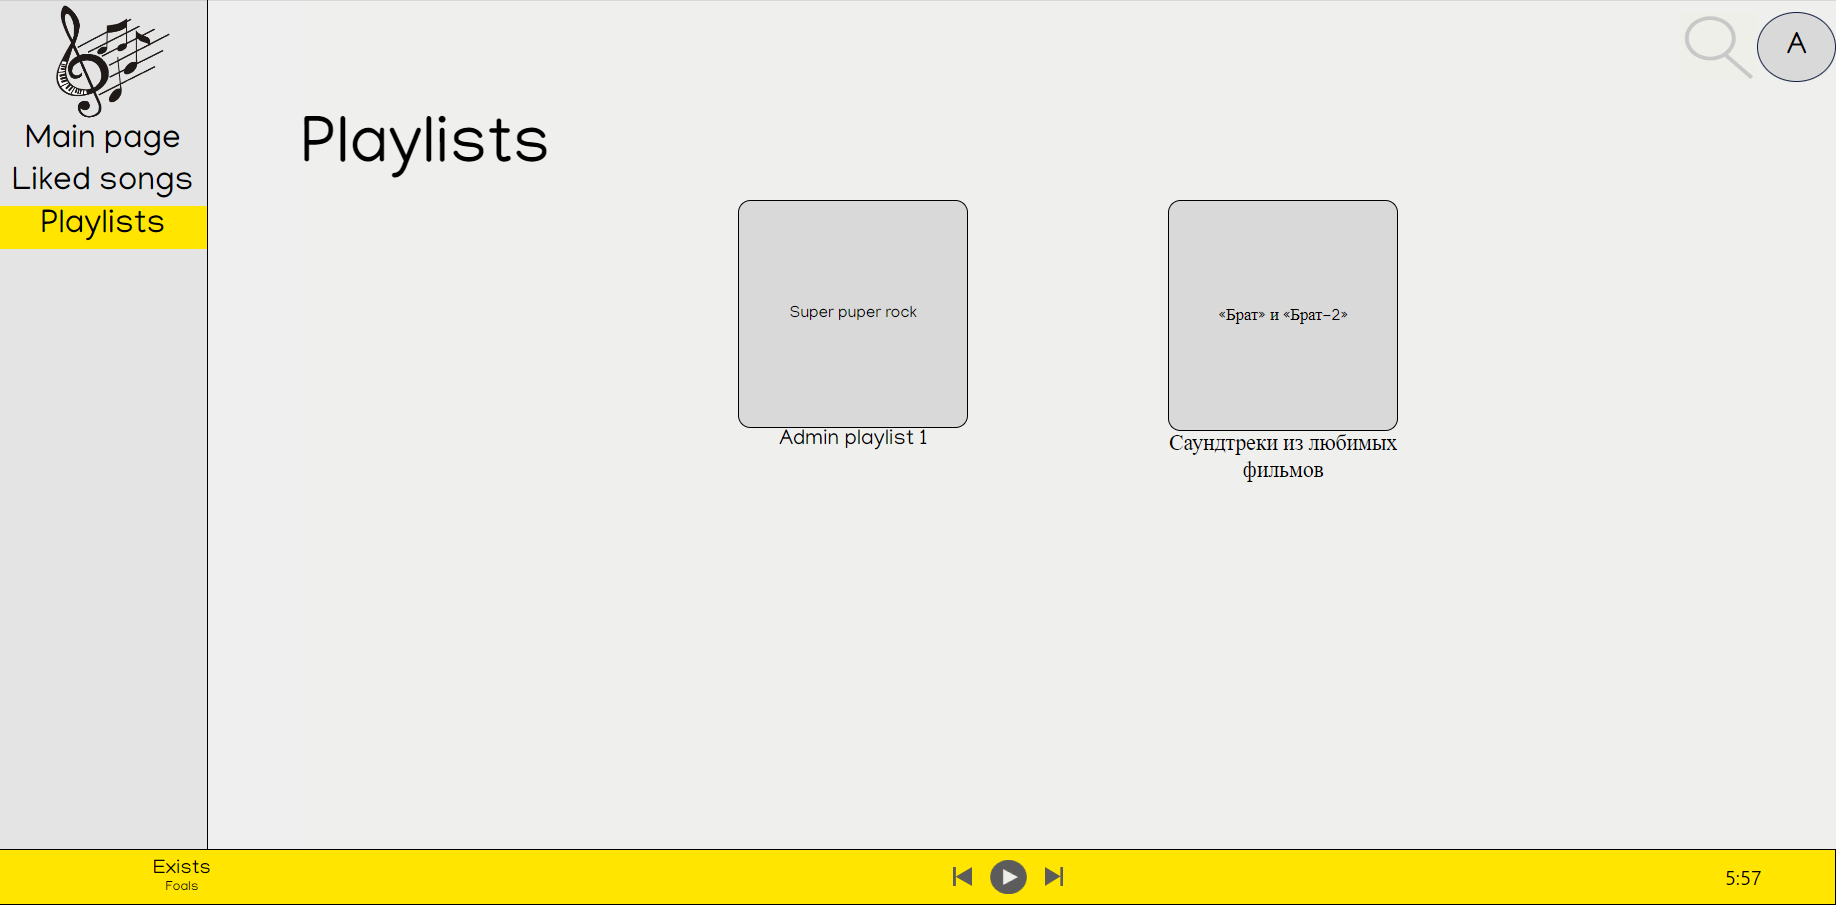 Main page
Liked songs
Playlists
A
Playlists
Super puper rock
Admin playlist 1
«Брат» и «Брат-2»
Саундтреки из любимых
фильмов
Exists
Foals
5:57